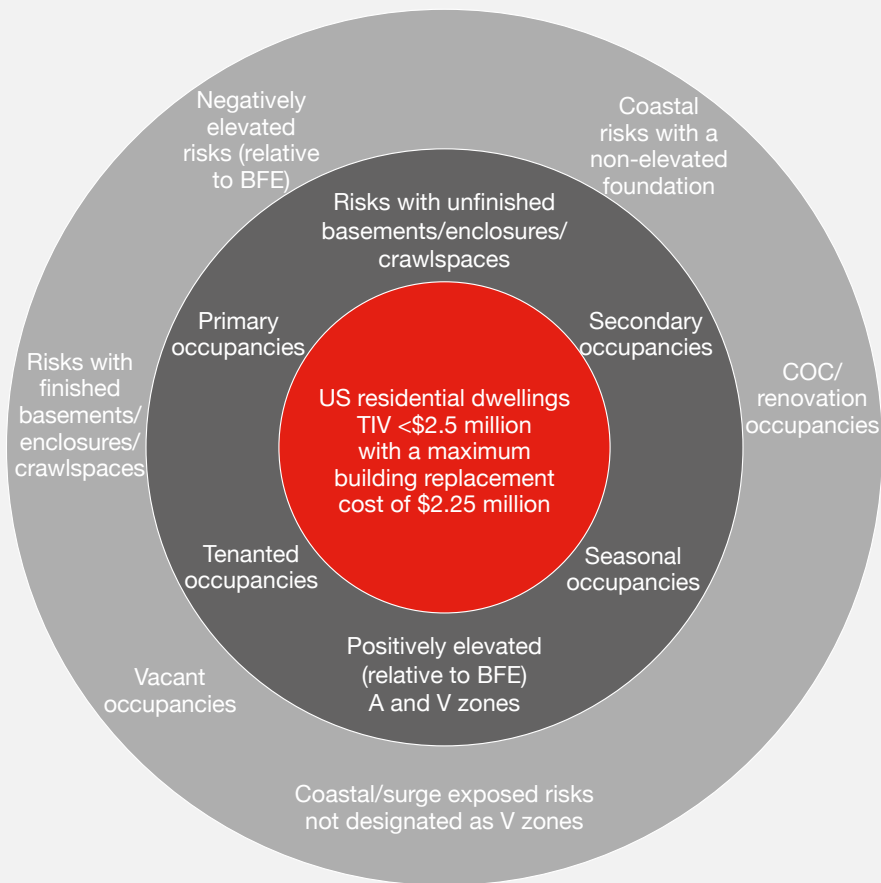 Negatively
elevated
risks (relative
to BFE)
Coastal
risks with a
non-elevated
foundation
Risks with unfinished
basements/enclosures/
crawlspaces
Primary
occupancies
Secondary
occupancies
Risks with
finished
basements/
enclosures/
crawlspaces
COC/
renovation
occupancies
US residential dwellings
TIV <$2.5 million
with a maximum
building replacement
cost of $2.25 million
Tenanted
occupancies
Seasonal
occupancies
Positively elevated
(relative to BFE)
A and V zones
Vacant
occupancies
Coastal/surge exposed risks
not designated as V zones